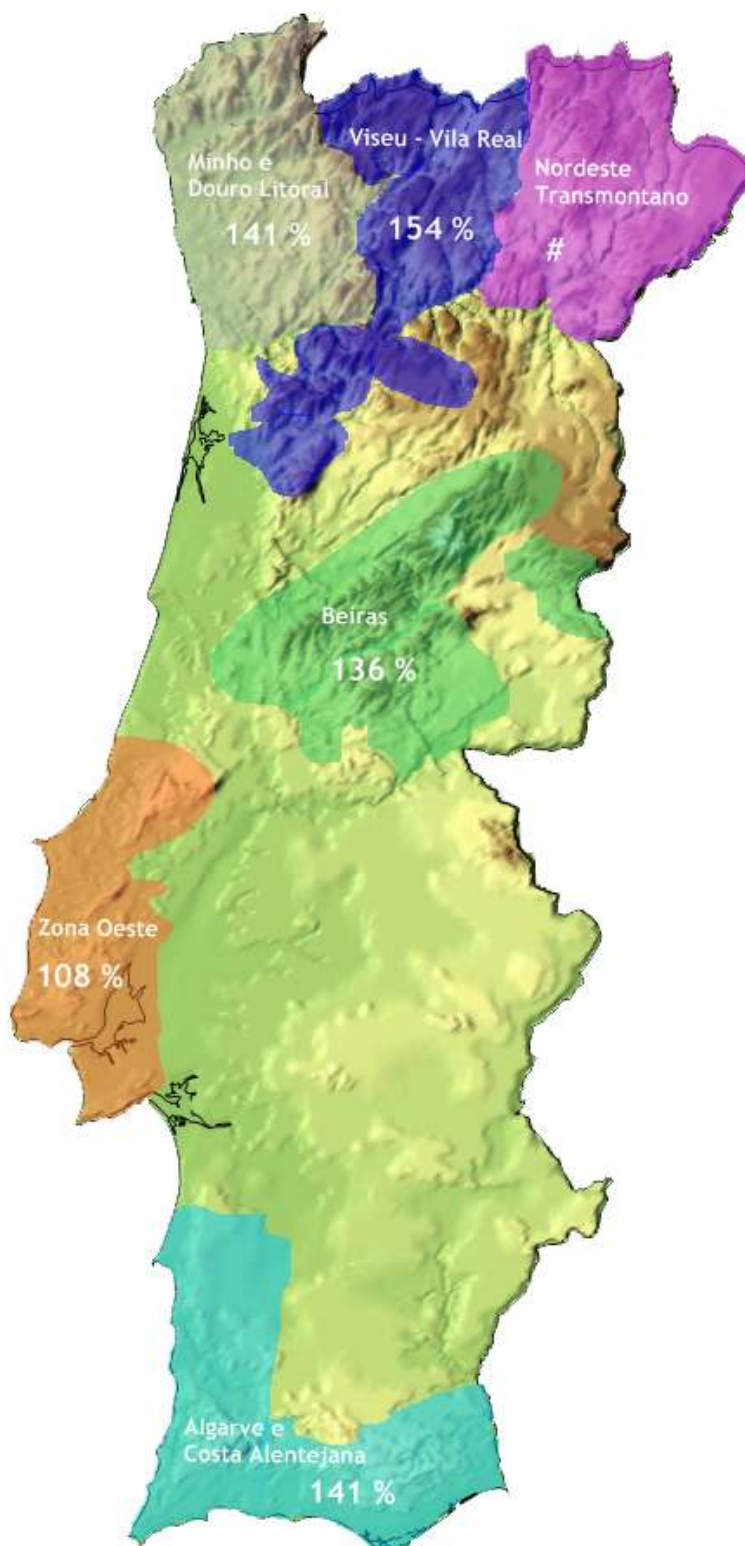 Minho e
Douro Litoral
141 %
Viseu - Vila Real
154 %
Nordeste
Transmontano
#
Beiras
136 %
Zona Oeste
108 %
Algarve e
Costa Alentejana
141 %